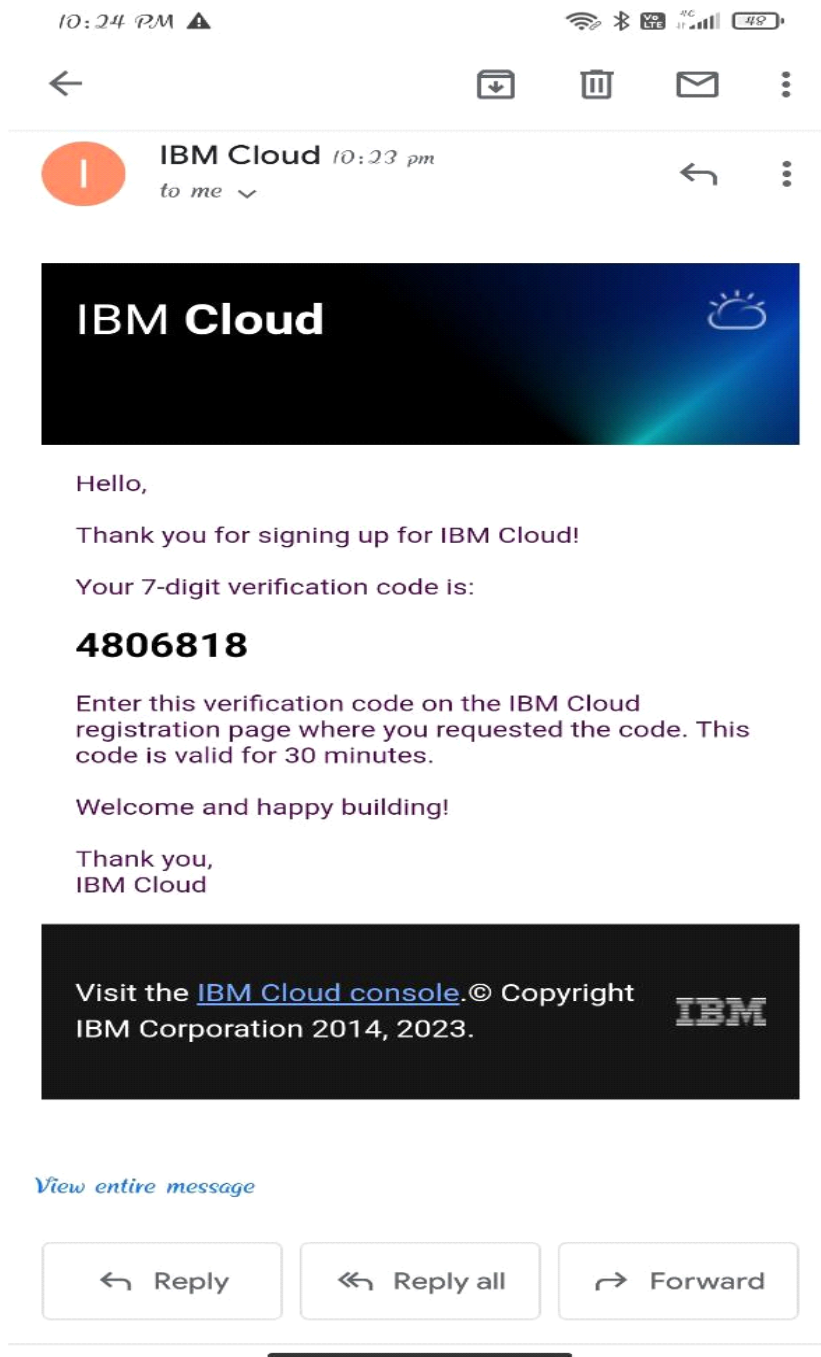 10:24 PM
Vo LTE 4G 48
I
IBM Cloud 10:23 pm
to me
IBM Cloud
Hello,
Thank you for signing up for IBM Cloud!
Your 7-digit verification code is:
4806818
Enter this verification code on the IBM Cloud
registration page where you requested the code. This
code is valid for 30 minutes.
Welcome and happy building!
Thank you,
IBM Cloud
Visit the IBM Cloud console.© Copyright
IBM Corporation 2014, 2023.
IBM
View entire message
Reply
Reply all
Forward